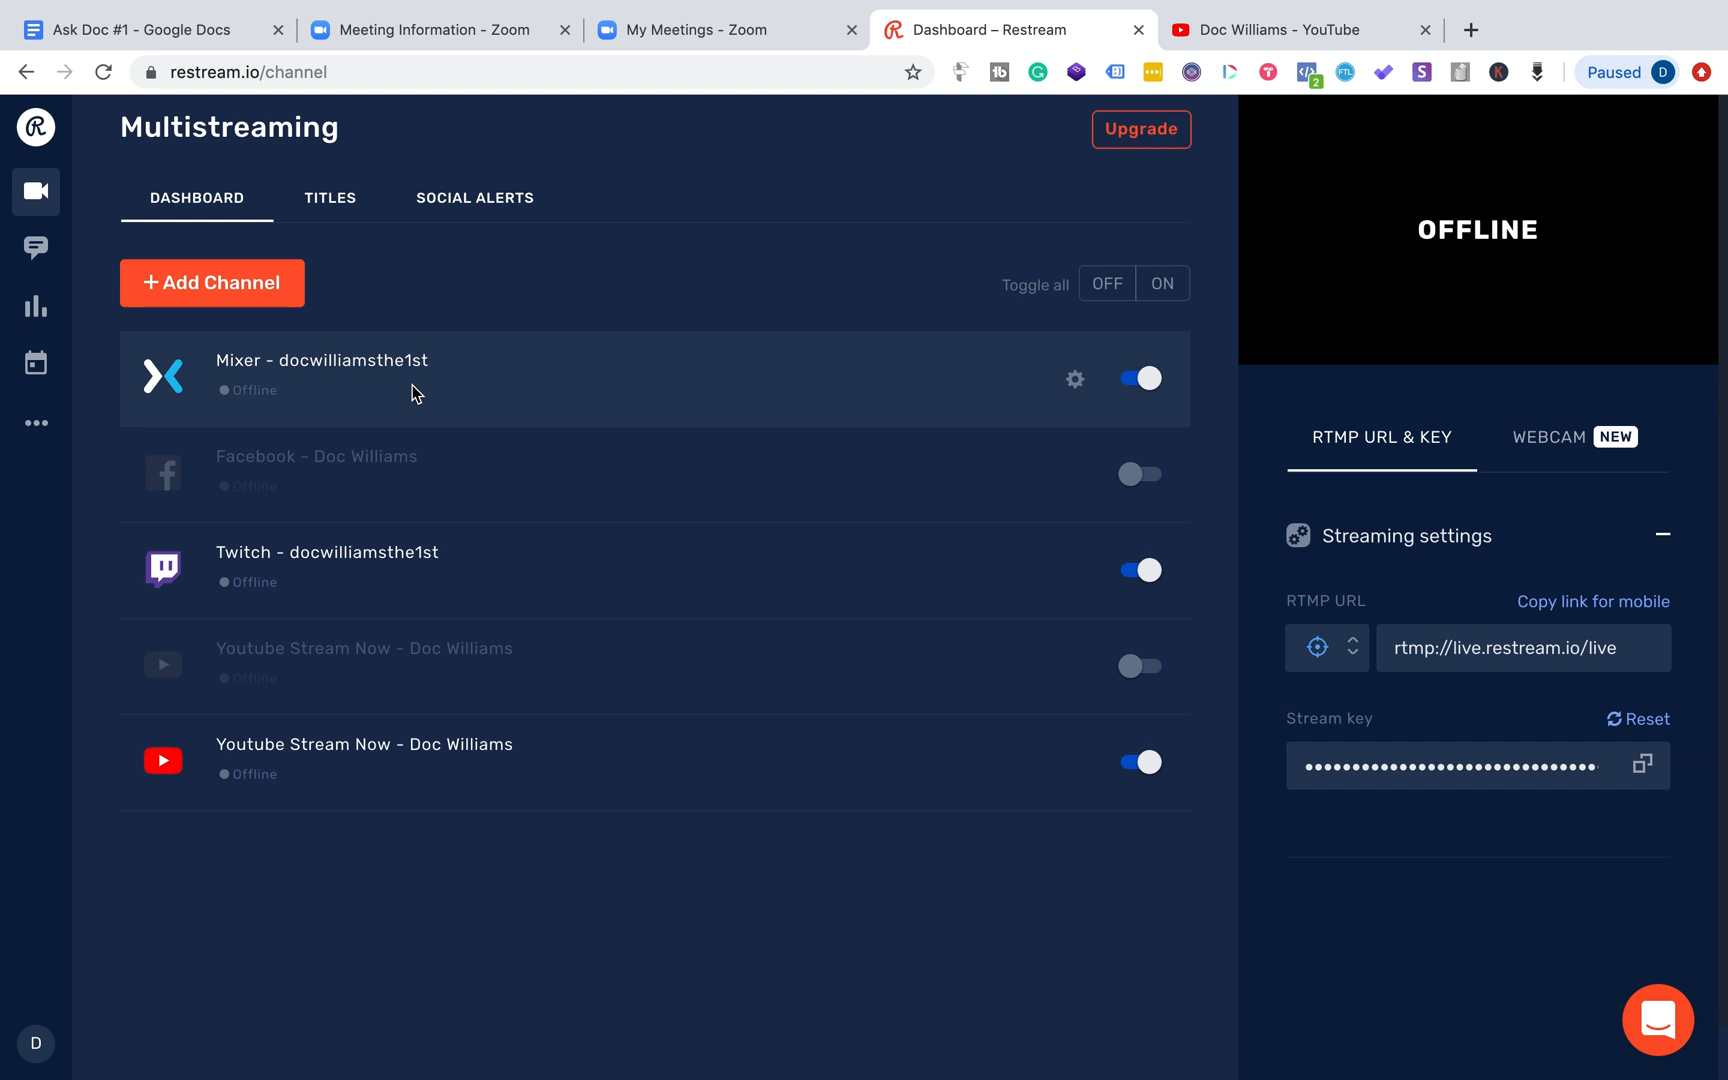 Ask Doc #1 - Google Docs
Meeting Information - Zoom
My Meetings - Zoom
Dashboard – Restream
Doc Williams - YouTube
restream.io/channel
Paused D
Multistreaming
Upgrade
DASHBOARD TITLES SOCIAL ALERTS
+ Add Channel
Toggle all OFF ON
Mixer - docwilliamsthe1st
Offline
Facebook - Doc Williams
Offline
Twitch - docwilliamsthe1st
Offline
Youtube Stream Now - Doc Williams
Offline
Youtube Stream Now - Doc Williams
Offline
D
OFFLINE
RTMP URL & KEY WEBCAM NEW
Streaming settings
RTMP URL Copy link for mobile
rtmp://live.restream.io/live
Stream key Reset